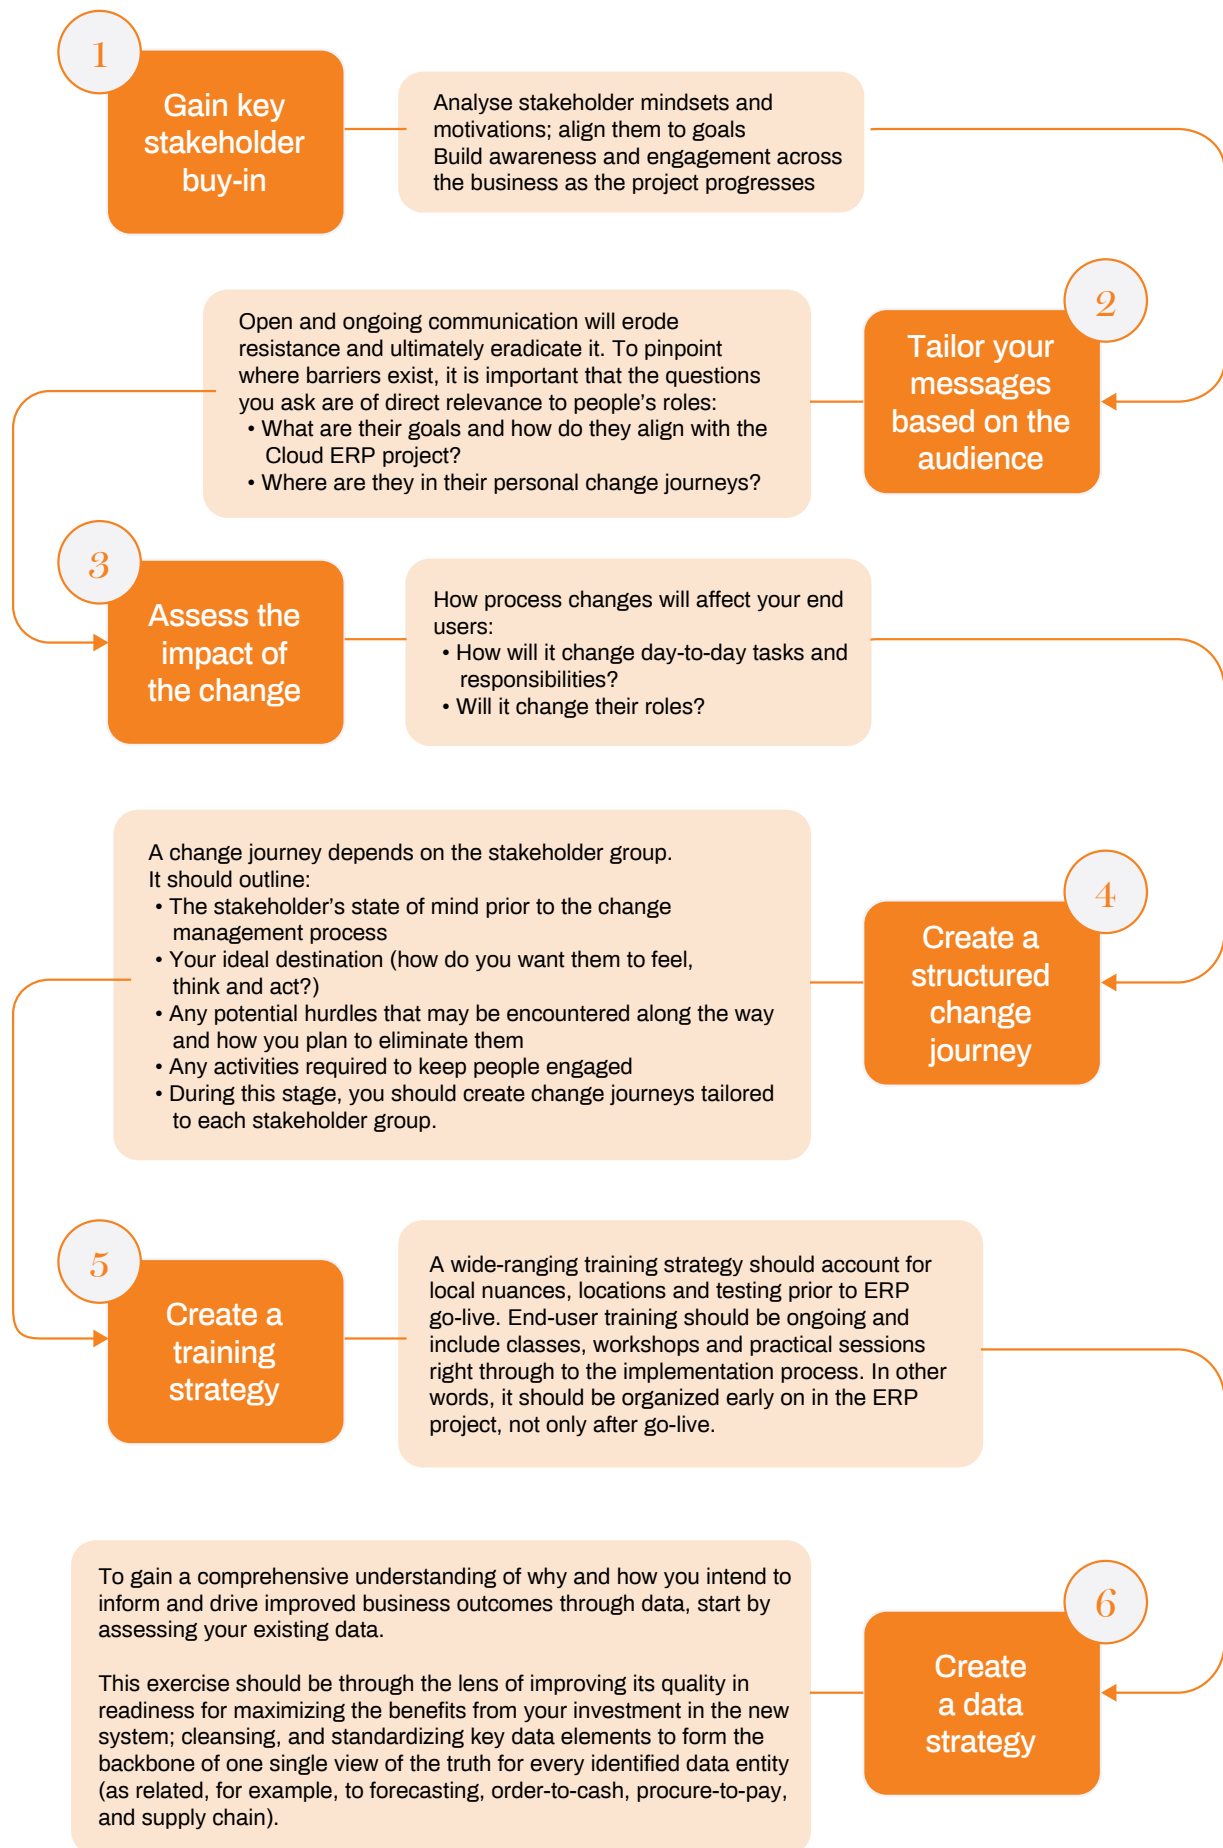 1
Gain key
stakeholder
buy-in
Analyse stakeholder mindsets and
motivations; align them to goals
Build awareness and engagement across
the business as the project progresses
2
Tailor your
messages
based on the
audience
Open and ongoing communication will erode
resistance and ultimately eradicate it. To pinpoint
where barriers exist, it is important that the questions
you ask are of direct relevance to people’s roles:
• What are their goals and how do they align with the
Cloud ERP project?
• Where are they in their personal change journeys?
3
Assess the
impact of
the change
How process changes will affect your end
users:
• How will it change day-to-day tasks and
responsibilities?
• Will it change their roles?
4
Create a
structured
change
journey
A change journey depends on the stakeholder group.
It should outline:
• The stakeholder’s state of mind prior to the change
management process
• Your ideal destination (how do you want them to feel,
think and act?)
• Any potential hurdles that may be encountered along the way
and how you plan to eliminate them
• Any activities required to keep people engaged
• During this stage, you should create change journeys tailored
to each stakeholder group.
5
Create a
training
strategy
A wide-ranging training strategy should account for
local nuances, locations and testing prior to ERP
go-live. End-user training should be ongoing and
include classes, workshops and practical sessions
right through to the implementation process. In other
words, it should be organized early on in the ERP
project, not only after go-live.
6
Create
a data
strategy
To gain a comprehensive understanding of why and how you intend to
inform and drive improved business outcomes through data, start by
assessing your existing data.
This exercise should be through the lens of improving its quality in
readiness for maximizing the benefits from your investment in the new
system; cleansing, and standardizing key data elements to form the
backbone of one single view of the truth for every identified data entity
(as related, for example, to forecasting, order-to-cash, procure-to-pay,
and supply chain).